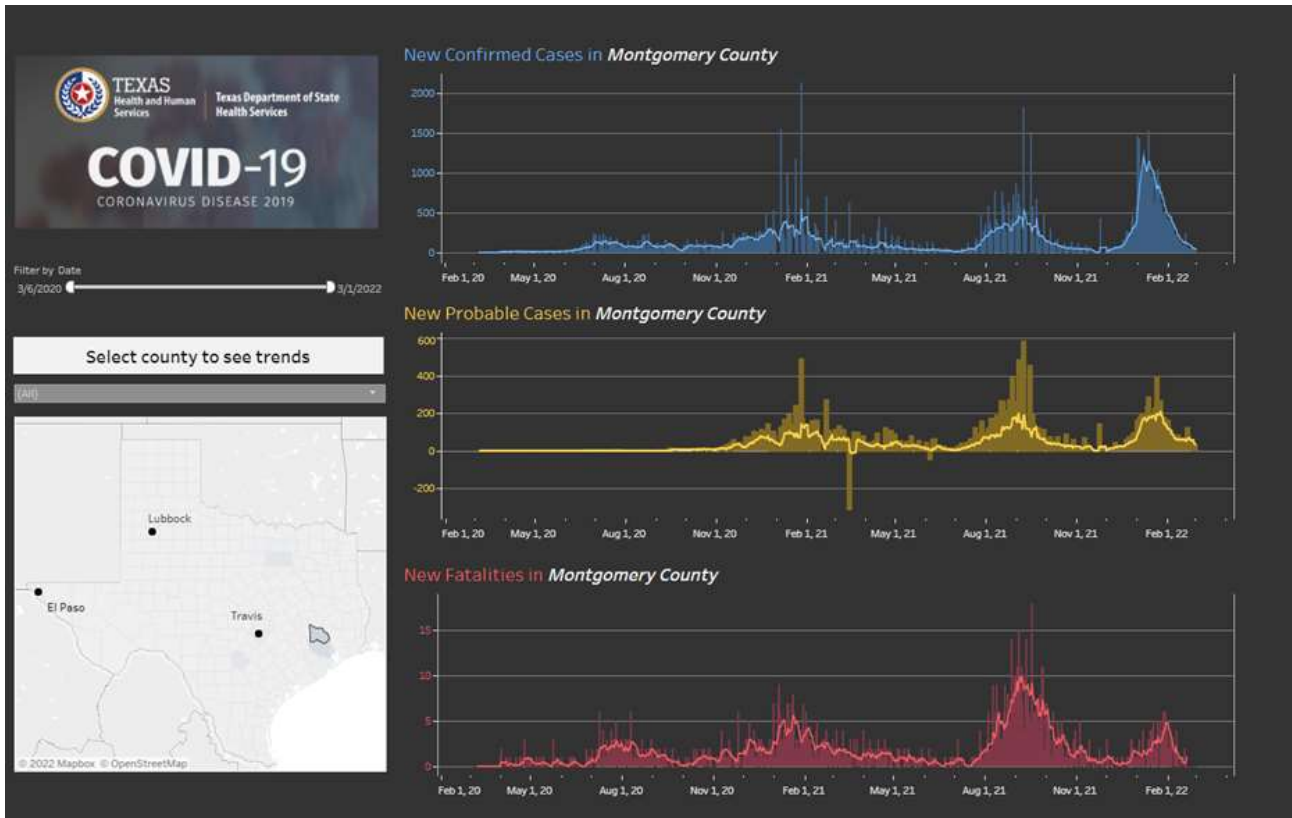 TEXAS
Health and Human
Services
Texas Department of State
Health Services
COVID-19
CORONAVIRUS DISEASE 2019
Filter by Date
3/6/2020
3/1/2022
Select county to see trends
(All)
Lubbock
El Paso
Travis
© 2022 Mapbox © OpenStreetMap
New Confirmed Cases in Montgomery County
2000
1500
1000
500
0
Feb 1, 20 May 1, 20 Aug 1, 20 Nov 1, 20 Feb 1, 21 May 1, 21 Aug 1, 21 Nov 1, 21 Feb 1, 22
New Probable Cases in Montgomery County
600
400
200
0
-200
Feb 1, 20 May 1, 20 Aug 1, 20 Nov 1, 20 Feb 1, 21 May 1, 21 Aug 1, 21 Nov 1, 21 Feb 1, 22
New Fatalities in Montgomery County
15
10
5
0
Feb 1, 20 May 1, 20 Aug 1, 20 Nov 1, 20 Feb 1, 21 May 1, 21 Aug 1, 21 Nov 1, 21 Feb 1, 22